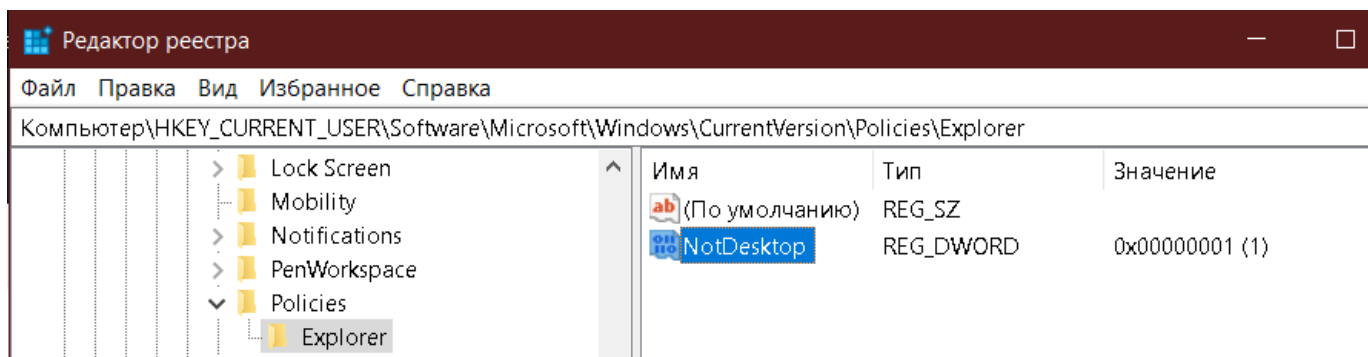 Редактор реестра
Файл Правка Вид Избранное Справка
Компьютер\HKEY_CURRENT_USER\Software\Microsoft\Windows\CurrentVersion\Policies\Explorer
Lock Screen
Mobility
Notifications
PenWorkspace
Policies
Explorer
Имя Тип Значение
(По умолчанию) REG_SZ
NotDesktop REG_DWORD 0x00000001 (1)